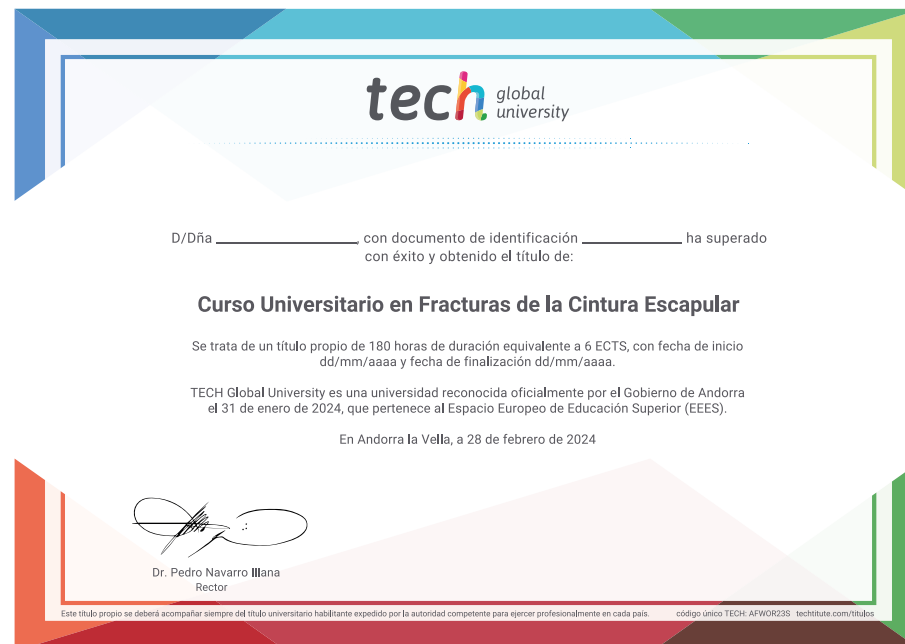 tech global university
D/Dña ____________________, con documento de identificación ______________ ha superado
con éxito y obtenido el título de:
Curso Universitario en Fracturas de la Cintura Escapular
Se trata de un título propio de 180 horas de duración equivalente a 6 ECTS, con fecha de inicio
dd/mm/aaaa y fecha de finalización dd/mm/aaaa.
TECH Global University es una universidad reconocida oficialmente por el Gobierno de Andorra
el 31 de enero de 2024, que pertenece al Espacio Europeo de Educación Superior (EEES).
En Andorra la Vella, a 28 de febrero de 2024
Dr. Pedro Navarro Illana
Rector
Este título propio se deberá acompañar siempre del título universitario habilitante expedido por la autoridad competente para ejercer profesionalmente en cada país. código único TECH: AFWOR23S techtitute.com/títulos